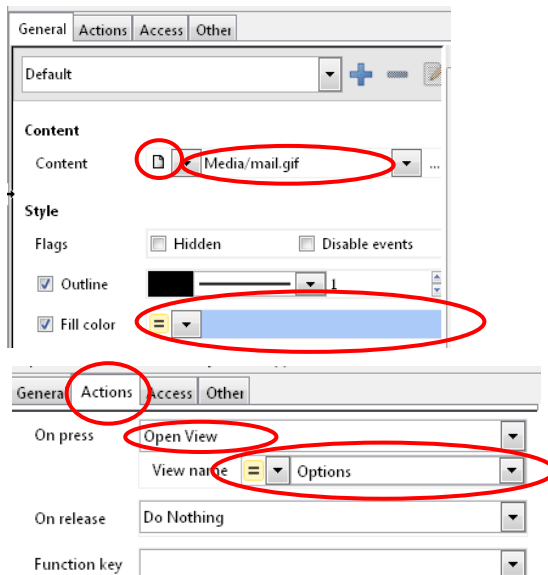 General Actions Access Other
Default
Content
Content Media/mail.gif ...
Style
Flags Hidden Disable events
Outline 1
Fill color =
General Actions Access Other
On press Open View
View name = Options
On release Do Nothing
Function key